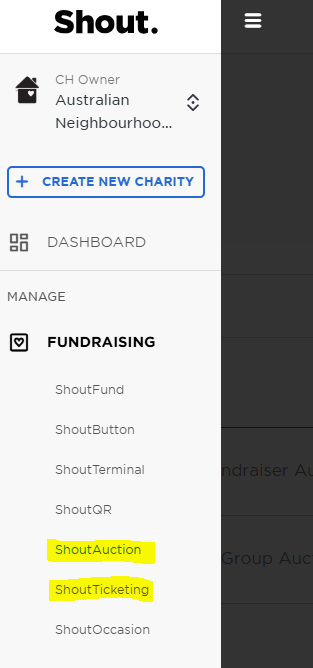 Shout.
CH Owner
Australian
Neighbourhoo...
+ CREATE NEW CHARITY
DASHBOARD
MANAGE
FUNDRAISING
ShoutFund
ShoutButton
ShoutTerminal
ShoutQR
ndraiser Au
ShoutAuction
Group Auc
ShoutTicketing
ShoutOccasion